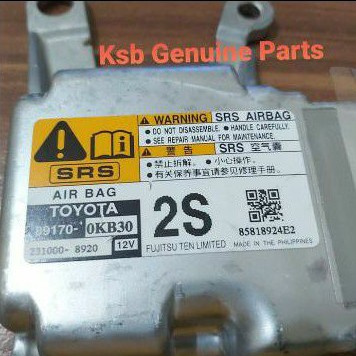 Ksb Genuine Parts
WARNING SRS AIRBAG
● DO NOT DISASSEMBLE. ● HANDLE CAREFULLY.
● SEE REPAIR MANUAL FOR MORE DETAIL.
警 告 SRS 空气囊
● 禁止拆解。 ● 小心操作。
● 有关保养事宜请参见修理手册.
SRS
AIR BAG
TOYOTA
89170- 0KB30
231000- 8920 12V
2S
FUJITSU TEN LIMITED
85818924E2
MADE IN THE PHILIPPINES